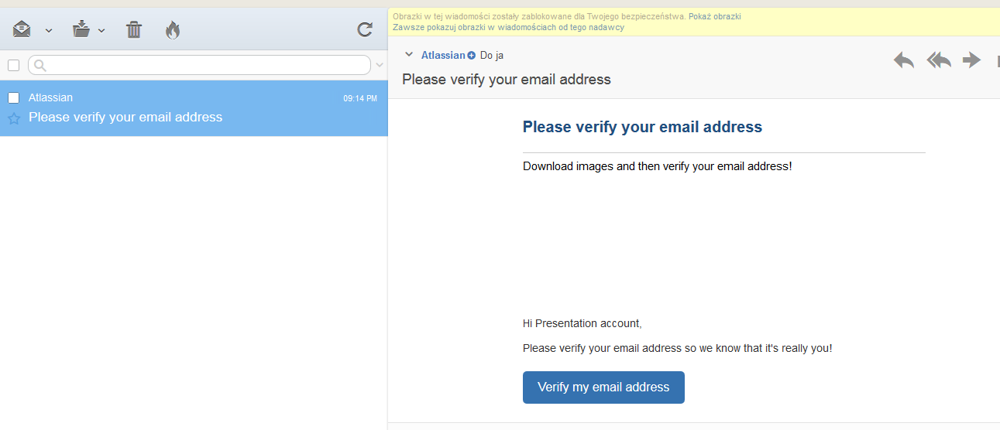 Obrazki w tej wiadomości zostały zablokowane dla Twojego bezpieczeństwa. Pokaż obrazki
Zawsze pokazuj obrazki w wiadomościach od tego nadawcy
Atlassian Do ja
Please verify your email address
Atlassian 09:14 PM
Please verify your email address
Please verify your email address
Download images and then verify your email address!
Hi Presentation account,
Please verify your email address so we know that it's really you!
Verify my email address